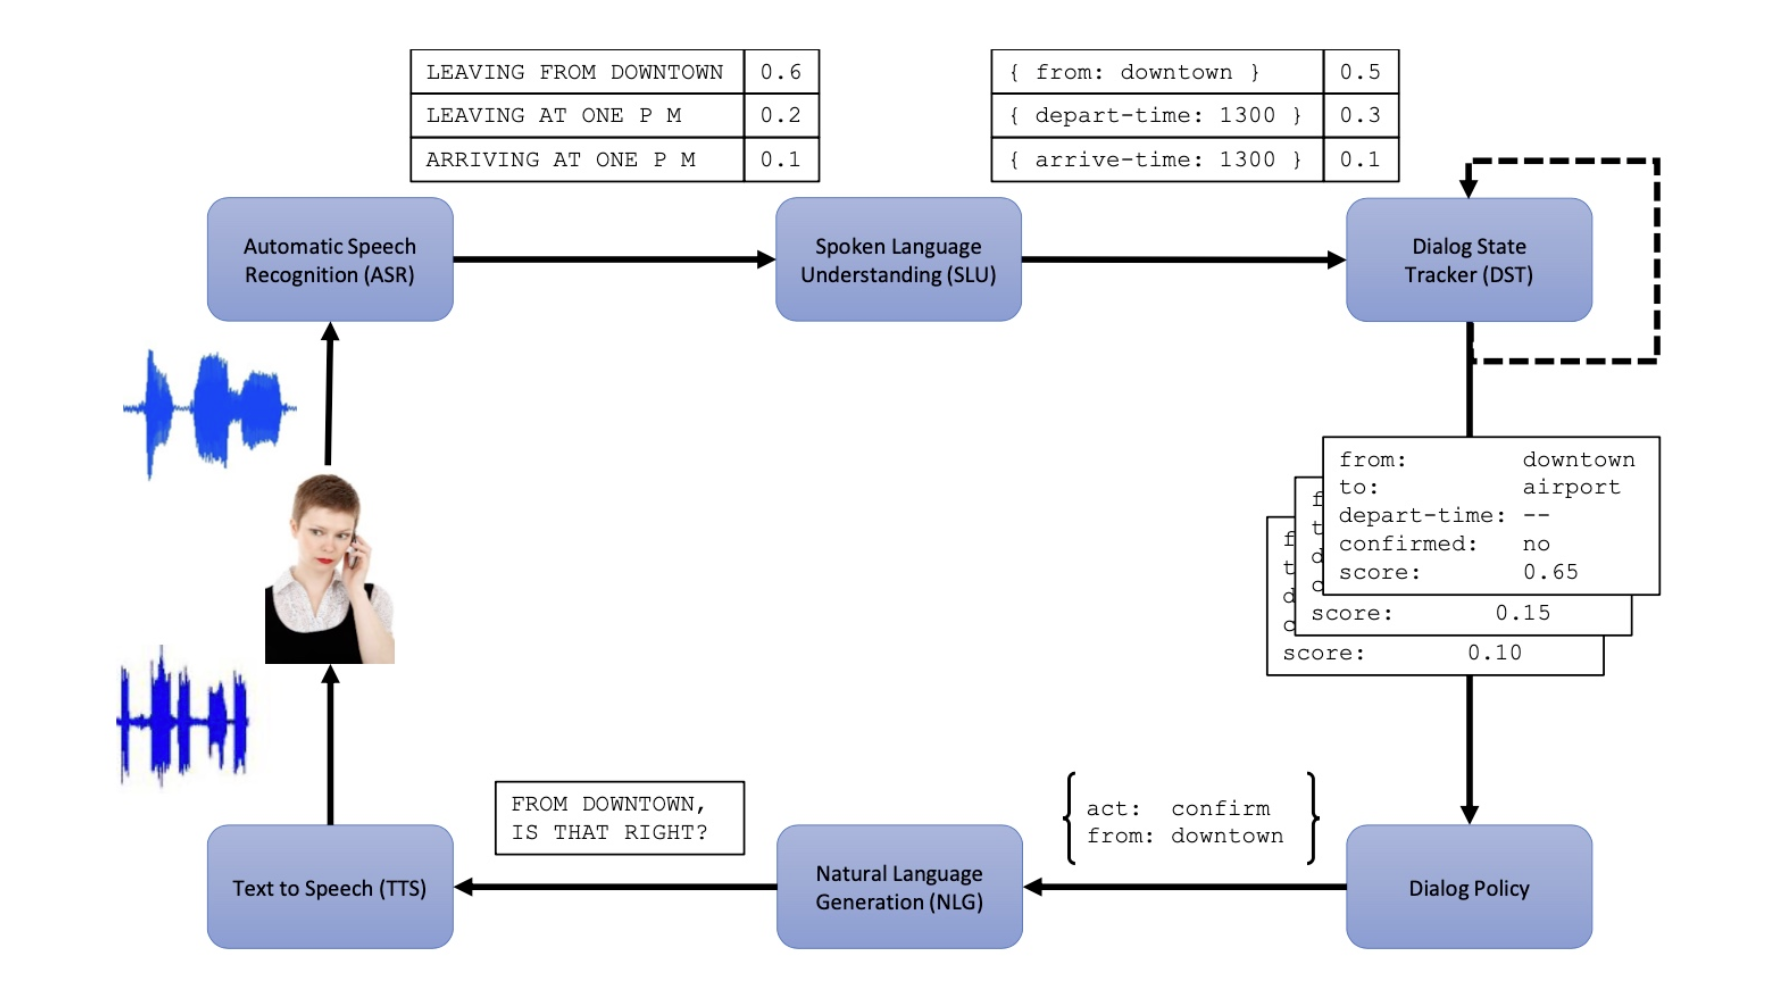 LEAVING FROM DOWNTOWN 0.6
LEAVING AT ONE P M 0.2
ARRIVING AT ONE P M 0.1
{ from: downtown } 0.5
{ depart-time: 1300 } 0.3
{ arrive-time: 1300 } 0.1
Automatic Speech
Recognition (ASR)
Spoken Language
Understanding (SLU)
Dialog State
Tracker (DST)
from: downtown
to: airport
depart-time: --
confirmed: no
score: 0.65
f
t
d
c
score: 0.15
f
t
d
c
score: 0.10
act: confirm
from: downtown
FROM DOWNTOWN,
IS THAT RIGHT?
Text to Speech (TTS)
Natural Language
Generation (NLG)
Dialog Policy